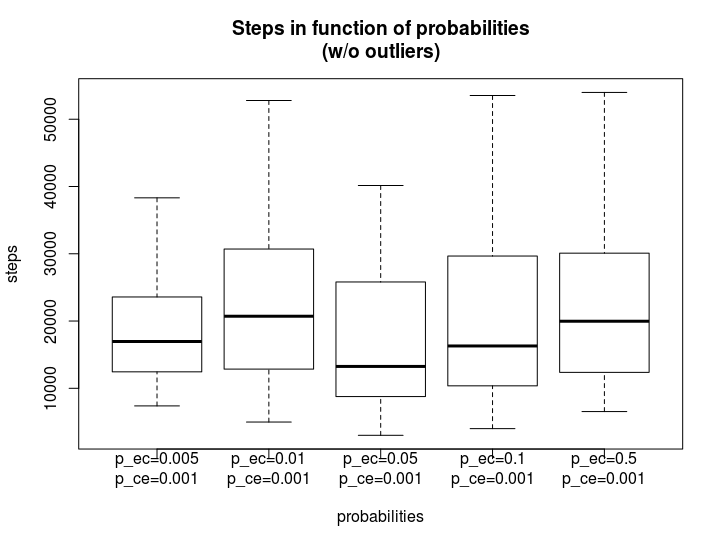 Steps in function of probabilities
(w/o outliers)
steps
50000
40000
30000
20000
10000
p_ec=0.005 p_ec=0.01 p_ec=0.05 p_ec=0.1 p_ec=0.5
p_ce=0.001 p_ce=0.001 p_ce=0.001 p_ce=0.001 p_ce=0.001
probabilities